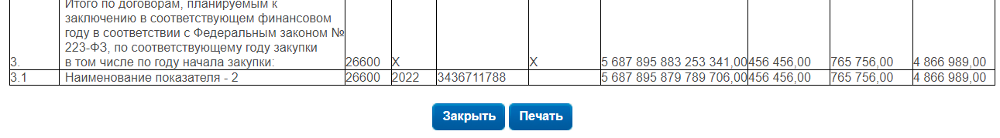 Итого по договорам, планируемым к
заключению в соответствующем финансовом
году в соответствии с Федеральным законом №
223-ФЗ, по соответствующему году закупки
3. в том числе по году начала закупки: 26600 X X 5 687 895 883 253 341,00 456 456,00 765 756,00 4 866 989,00
3.1 Наименование показателя - 2 26600 2022 3436711788 5 687 895 879 789 706,00 456 456,00 765 756,00 4 866 989,00
Закрыть Печать